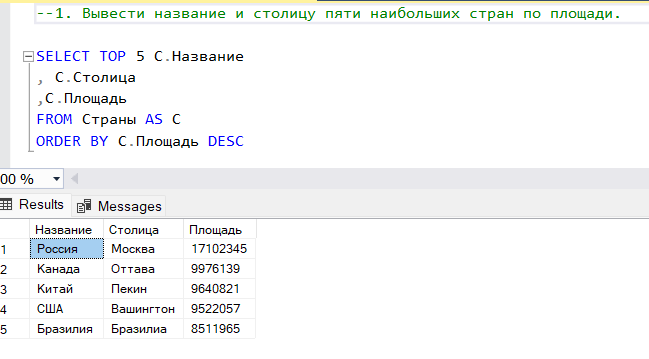 --1. Вывести название и столицу пяти наибольших стран по площади.
SELECT TOP 5 С.Название
, С.Столица
,С.Площадь
FROM Страны AS С
ORDER BY С.Площадь DESC
00 %
Results Messages
Название Столица Площадь
1 Россия Москва 17102345
2 Канада Оттава 9976139
3 Китай Пекин 9640821
4 США Вашингтон 9522057
5 Бразилия Бразилиа 8511965